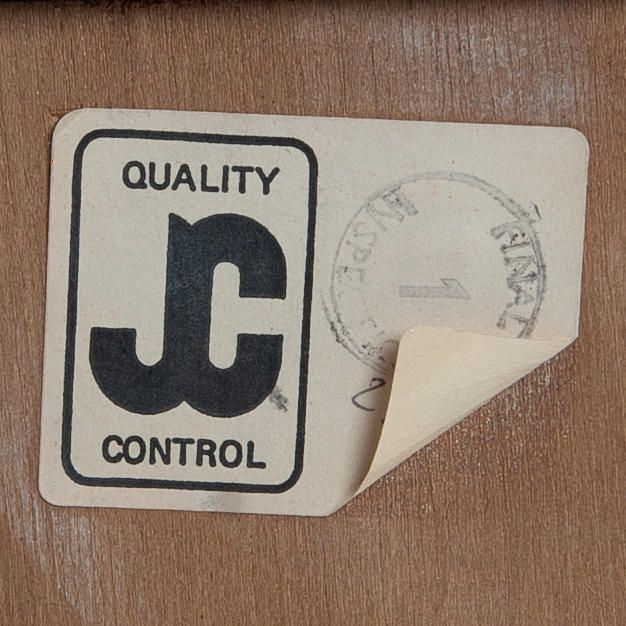 QUALITY
JC
CONTROL
FINAL
1